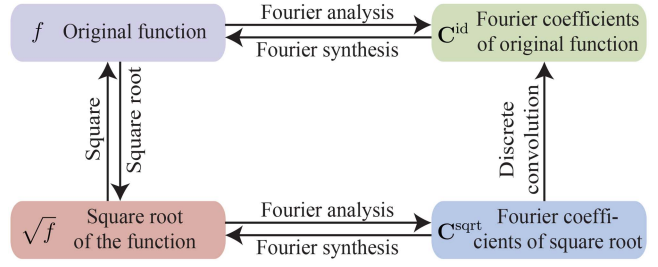 f Original function
Fourier analysis
Fourier synthesis
C^id Fourier coefficients
of original function
Square
Square root
Discrete
convolution
√f Square root
of the function
Fourier analysis
Fourier synthesis
C^sqrt Fourier coeffi-
cients of square root